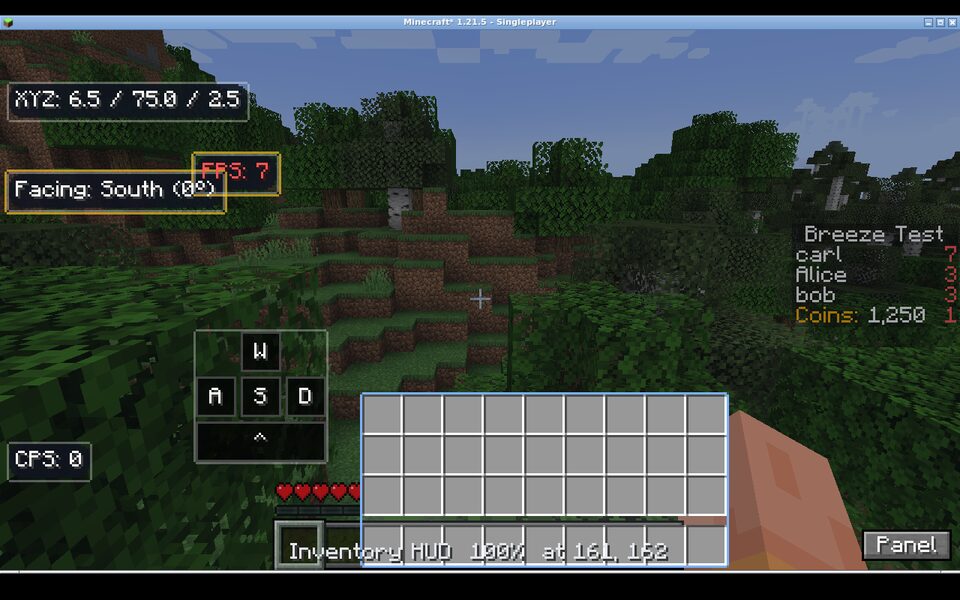 Minecraft* 1.21.5 - Singleplayer
XYZ: 6.5 / 75.0 / 2.5
FPS: 7
Facing: South (0º)
Breeze Test
carl 7
Alice 3
bob 3
Coins: 1,250 1
W
A S D
^
CPS: 0
Inventory HUD 100% at 161, 162
Panel